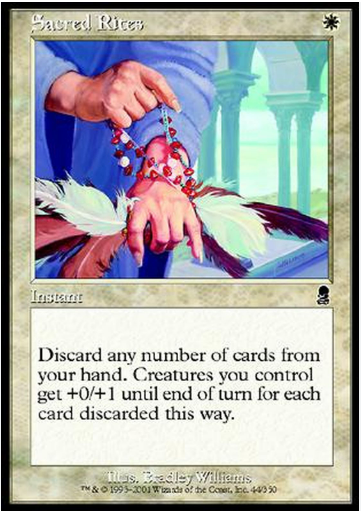 Sacred Rites
Instant
Discard any number of cards from
your hand. Creatures you control
get +0/+1 until end of turn for each
card discarded this way.
Illus. Bradley Williams
™ & © 1993–2001 Wizards of the Coast, Inc. 44/350